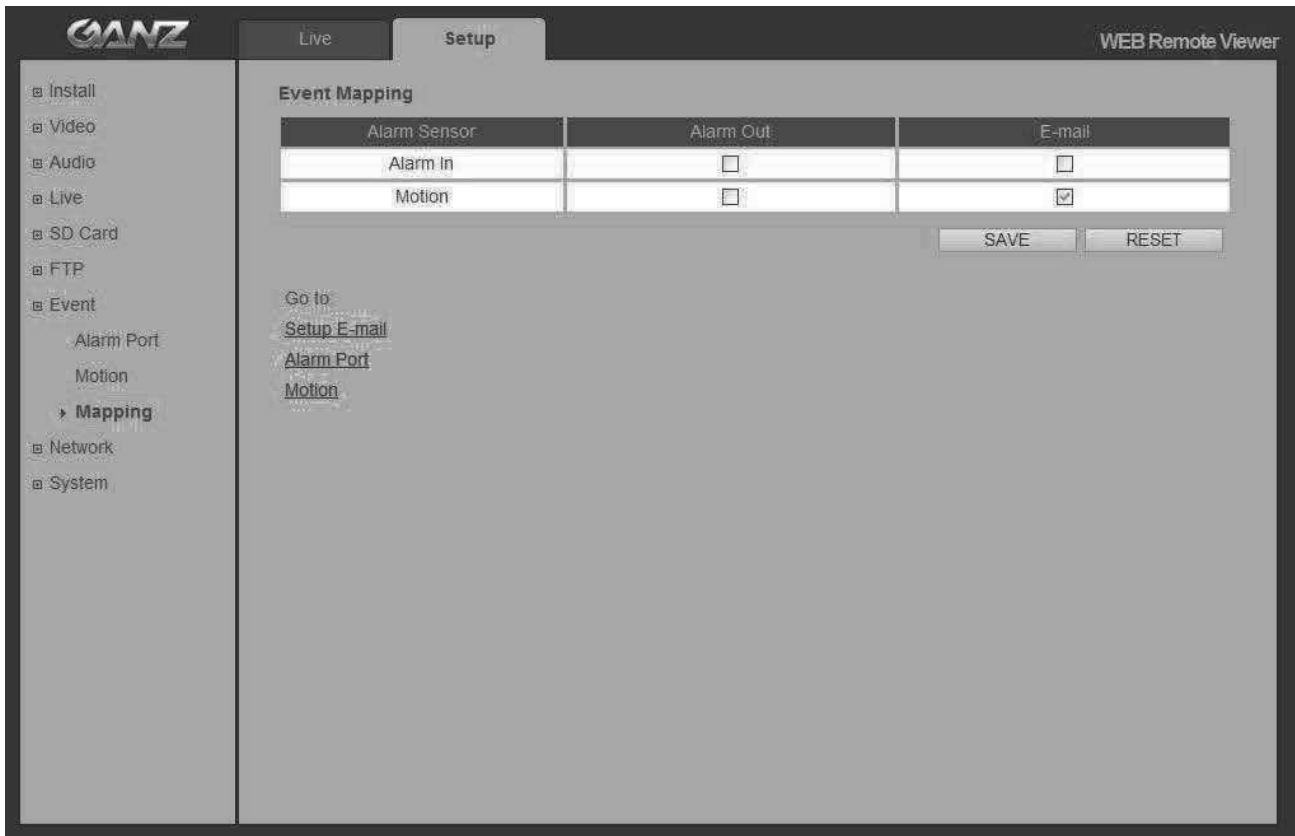 GANZ
Live
Setup
WEB Remote Viewer
Install
Video
Audio
Live
SD Card
FTP
Event
Alarm Port
Motion
Mapping
Network
System
Event Mapping
Alarm Sensor Alarm Out E-mail
Alarm In
Motion
SAVE RESET
Go to
Setup E-mail
Alarm Port
Motion